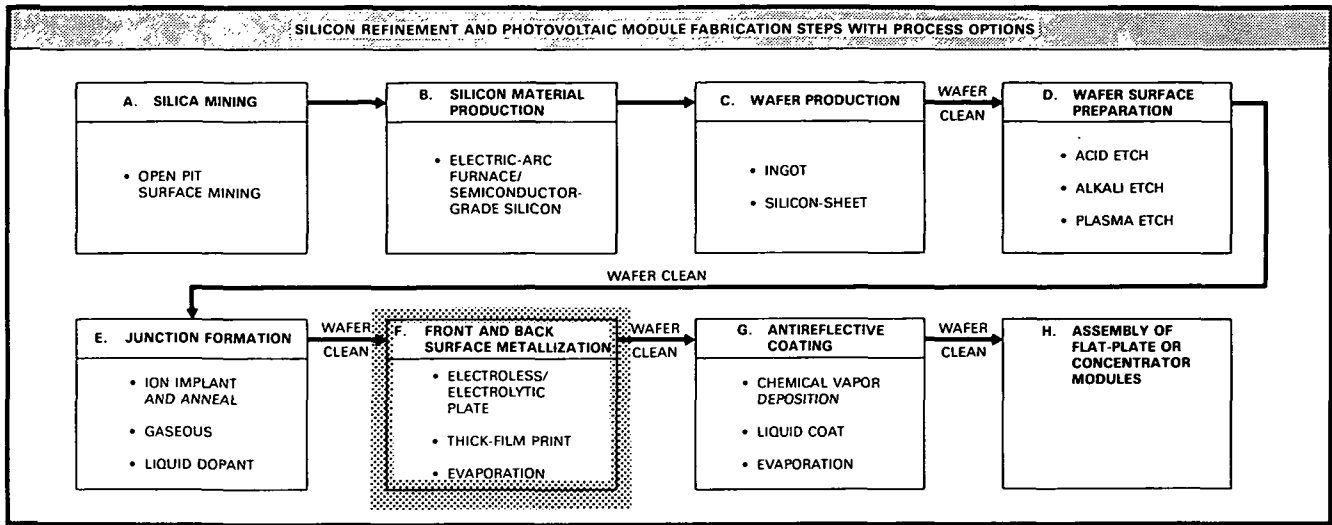 SILICON REFINEMENT AND PHOTOVOLTAIC MODULE FABRICATION STEPS WITH PROCESS OPTIONS
A. SILICA MINING
• OPEN PIT
SURFACE MINING
B. SILICON MATERIAL
PRODUCTION
• ELECTRIC-ARC
FURNACE/
SEMICONDUCTOR-
GRADE SILICON
C. WAFER PRODUCTION
• INGOT
• SILICON-SHEET
WAFER
CLEAN
D. WAFER SURFACE
PREPARATION
• ACID ETCH
• ALKALI ETCH
• PLASMA ETCH
WAFER CLEAN
E. JUNCTION FORMATION
• ION IMPLANT
AND ANNEAL
• GASEOUS
• LIQUID DOPANT
WAFER
CLEAN
F. FRONT AND BACK
SURFACE METALLIZATION
• ELECTROLESS/
ELECTROLYTIC
PLATE
• THICK-FILM PRINT
• EVAPORATION
WAFER
CLEAN
G. ANTIREFLECTIVE
COATING
• CHEMICAL VAPOR
DEPOSITION
• LIQUID COAT
• EVAPORATION
WAFER
CLEAN
H. ASSEMBLY OF
FLAT-PLATE OR
CONCENTRATOR
MODULES